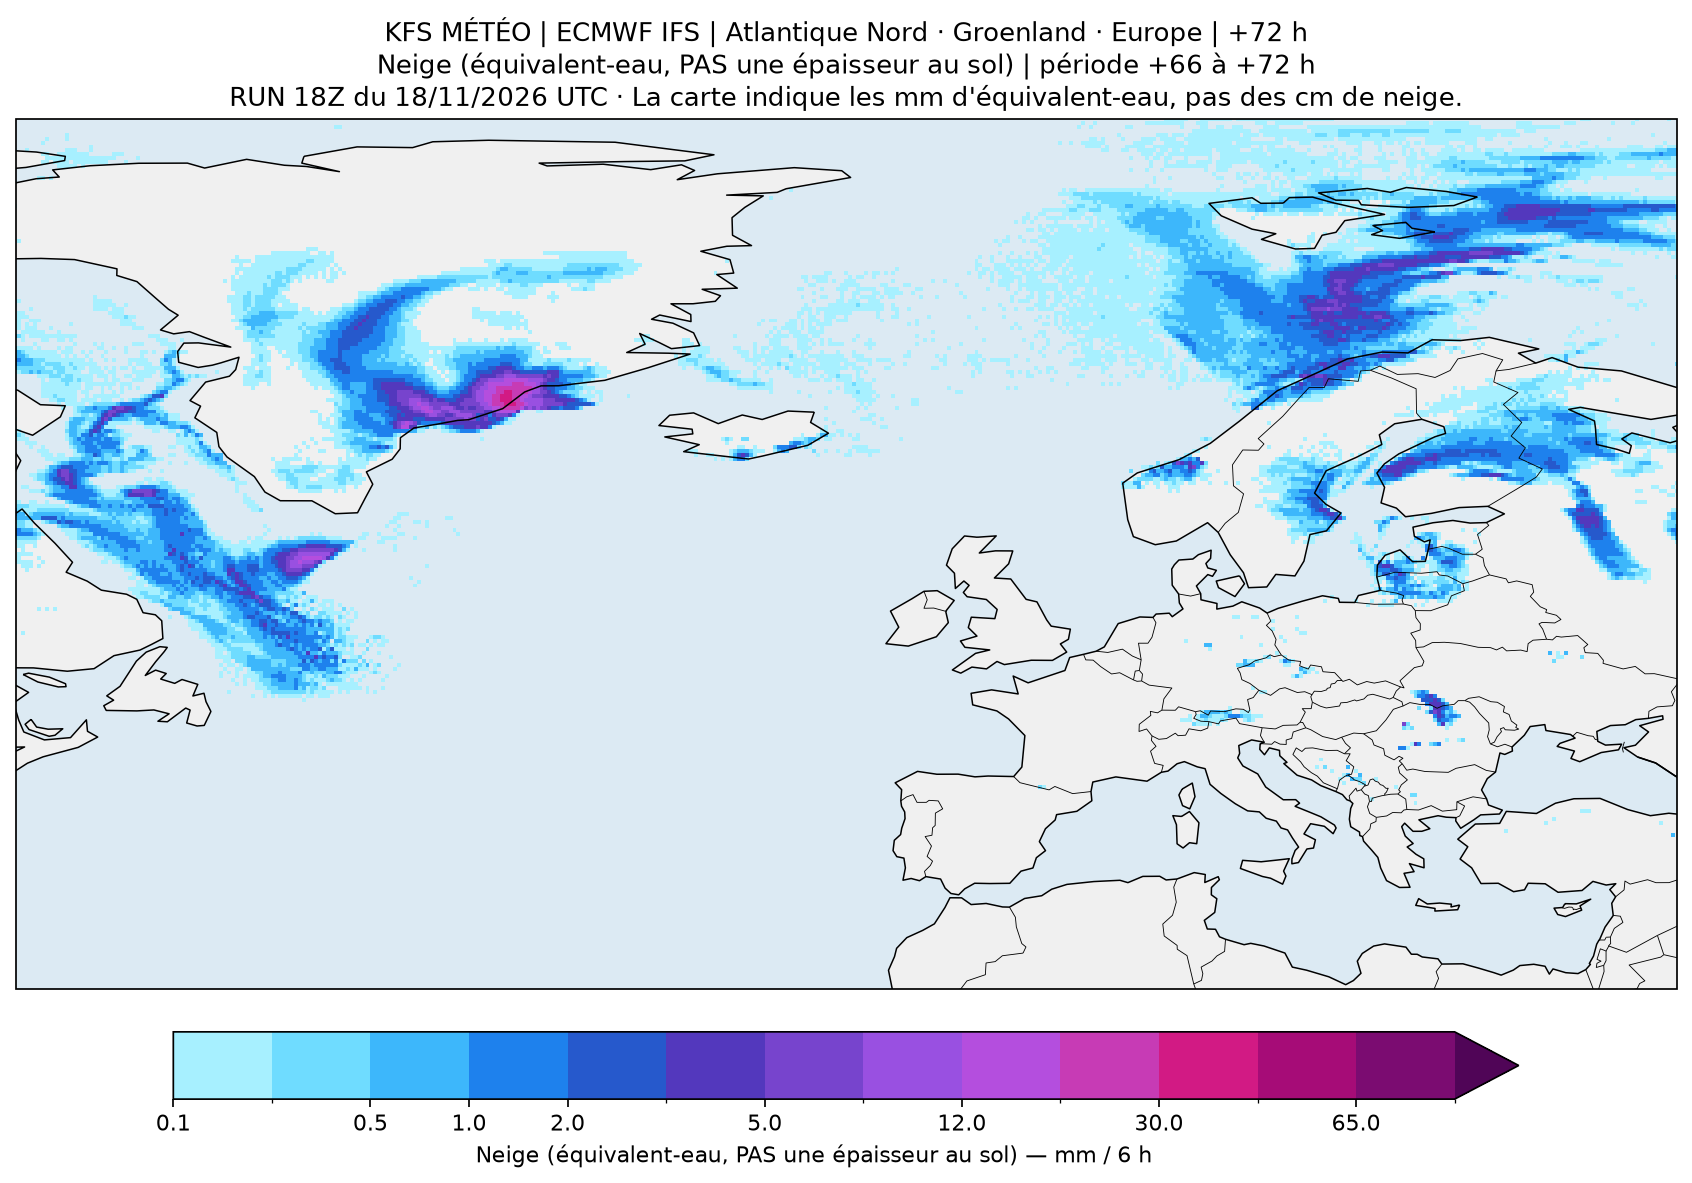 KFS MÉTÉO | ECMWF IFS | Atlantique Nord · Groenland · Europe | +72 h
Neige (équivalent-eau, PAS une épaisseur au sol) | période +66 à +72 h
RUN 18Z du 18/11/2026 UTC · La carte indique les mm d'équivalent-eau, pas des cm de neige.
0.1 0.5 1.0 2.0 5.0 12.0 30.0 65.0
Neige (équivalent-eau, PAS une épaisseur au sol) — mm / 6 h